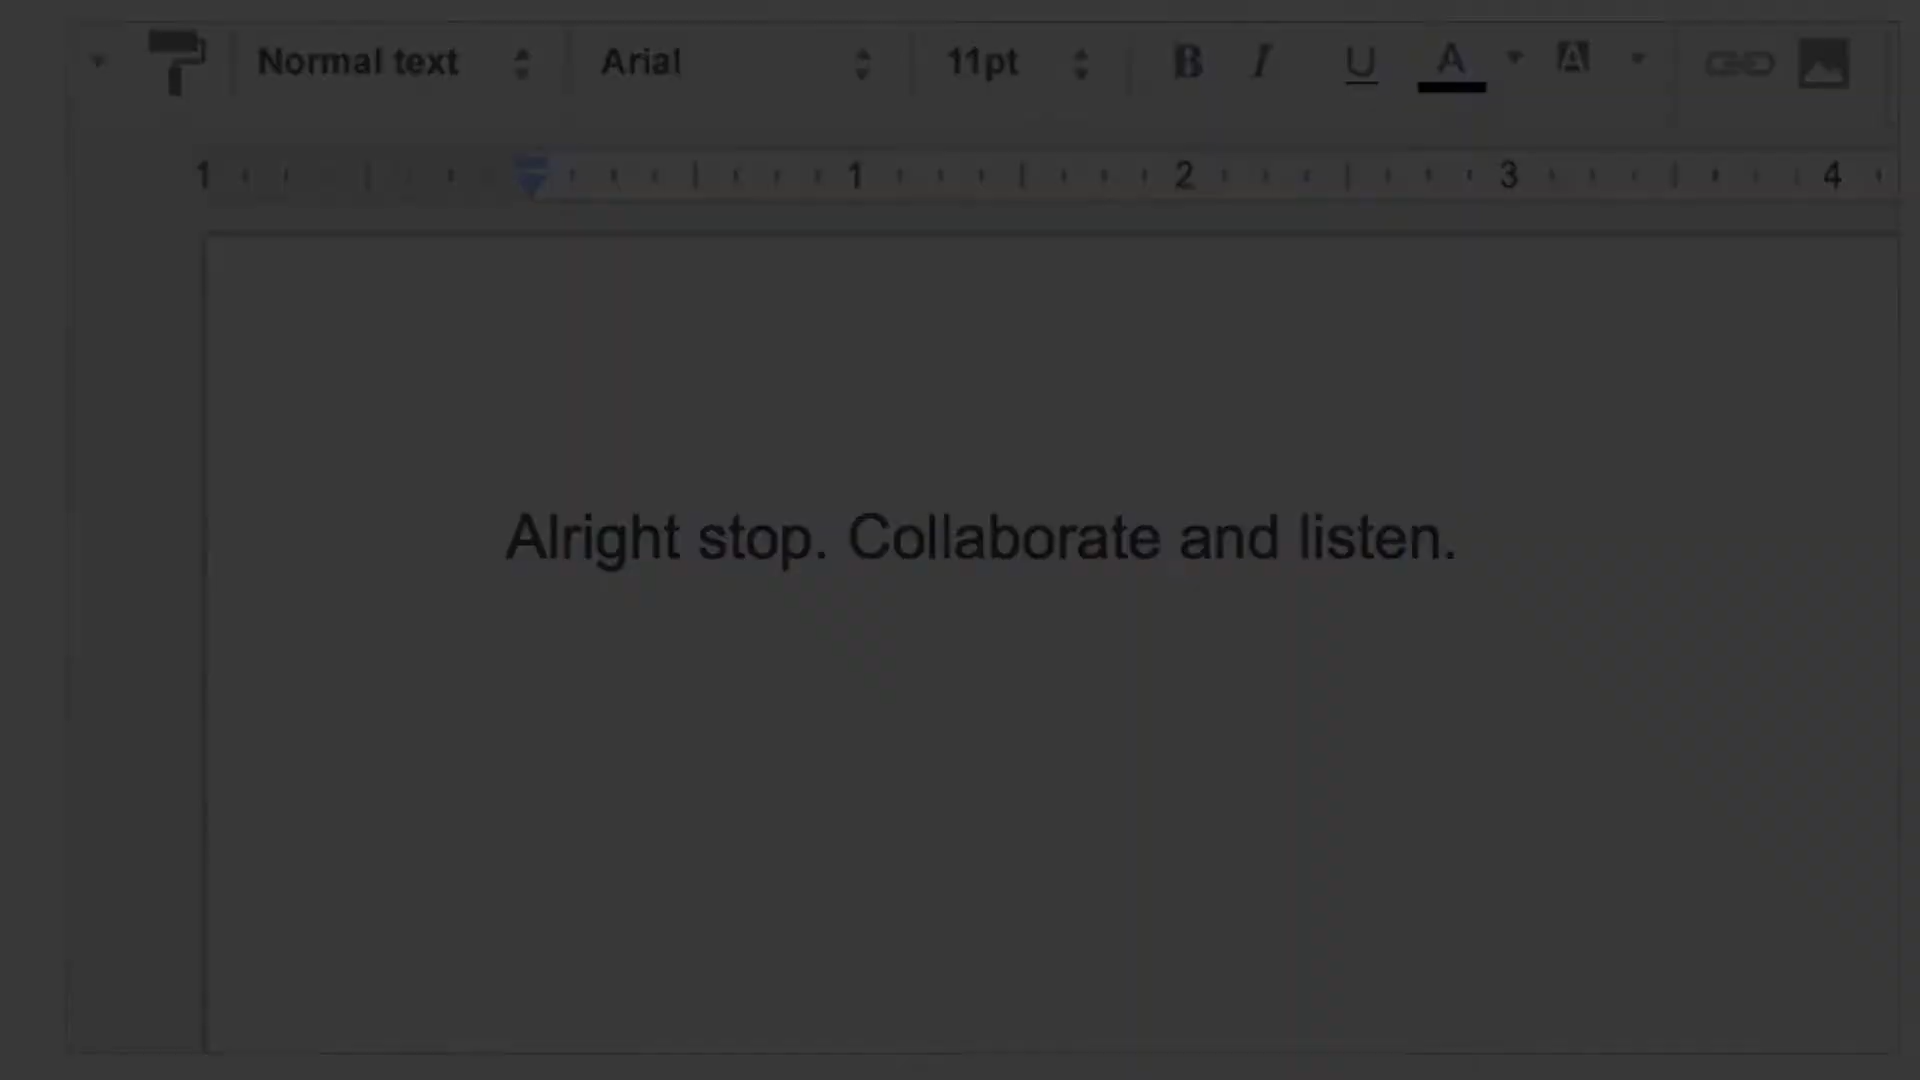 Normal text Arial 11pt B I U A A
1 1 2 3 4
Alright stop. Collaborate and listen.